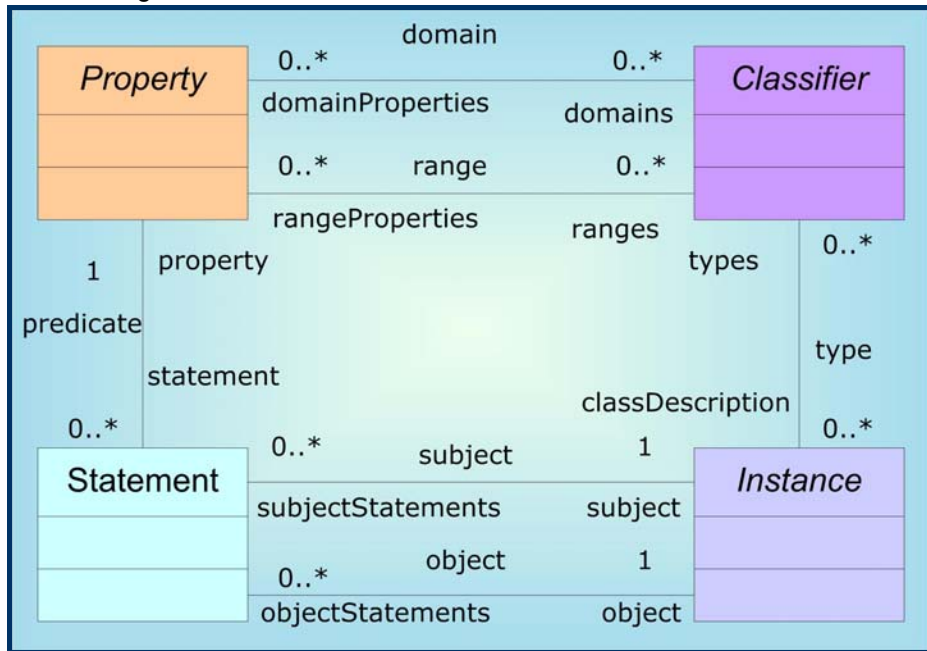 domain
0..* 0..*
Property Classifier
domainProperties domains
0..* range 0..*
rangeProperties ranges
property types 0..*
1
predicate
type
statement
classDescription
0..* 0..*
0..* subject 1
Statement Instance
subjectStatements subject
0..* object 1
objectStatements object